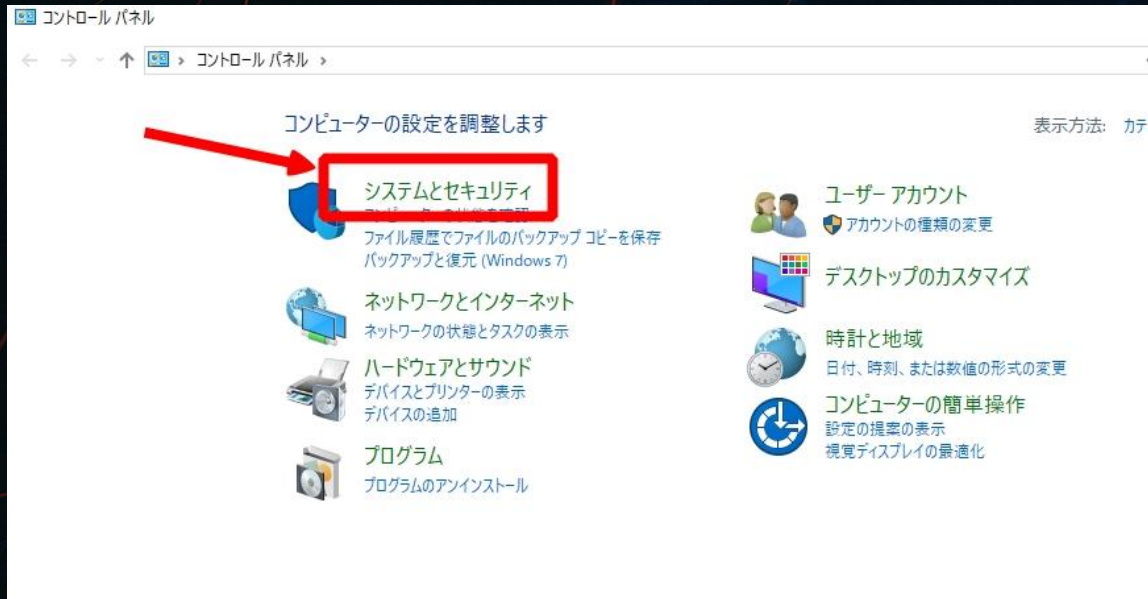 コントロール パネル
コントロール パネル
コンピューターの設定を調整します
表示方法: カテ
システムとセキュリティ
ファイル履歴でファイルのバックアップ コピーを保存
バックアップと復元 (Windows 7)
ネットワークとインターネット
ネットワークの状態とタスクの表示
ハードウェアとサウンド
デバイスとプリンターの表示
デバイスの追加
プログラム
プログラムのアンインストール
ユーザー アカウント
アカウントの種類の変更
デスクトップのカスタマイズ
時計と地域
日付、時刻、または数値の形式の変更
コンピューターの簡単操作
設定の提案の表示
視覚ディスプレイの最適化